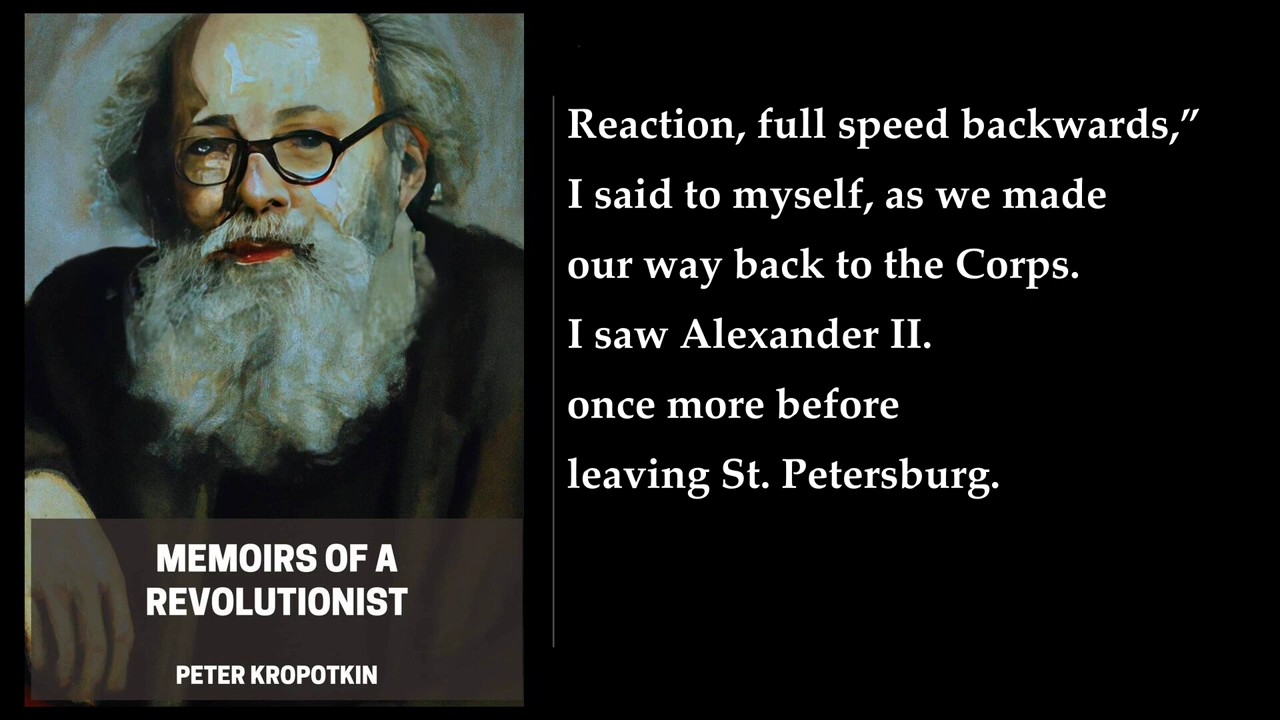 MEMOIRS OF A
REVOLUTIONIST
PETER KROPOTKIN
Reaction, full speed backwards,”
I said to myself, as we made
our way back to the Corps.
I saw Alexander II.
once more before
leaving St. Petersburg.